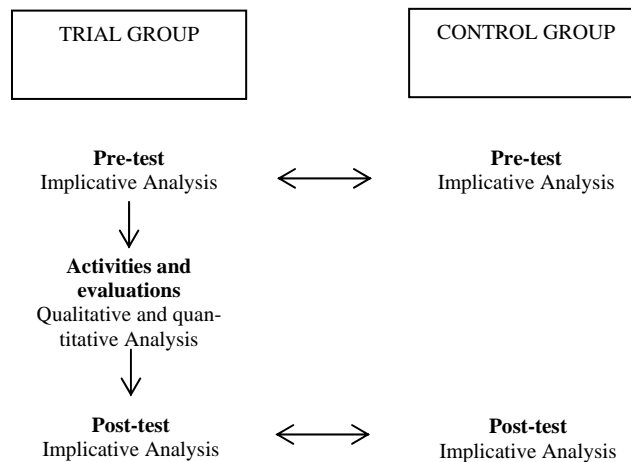 TRIAL GROUP
CONTROL GROUP
Pre-test
Implicative Analysis
Pre-test
Implicative Analysis
Activities and
evaluations
Qualitative and quan-
titative Analysis
Post-test
Implicative Analysis
Post-test
Implicative Analysis